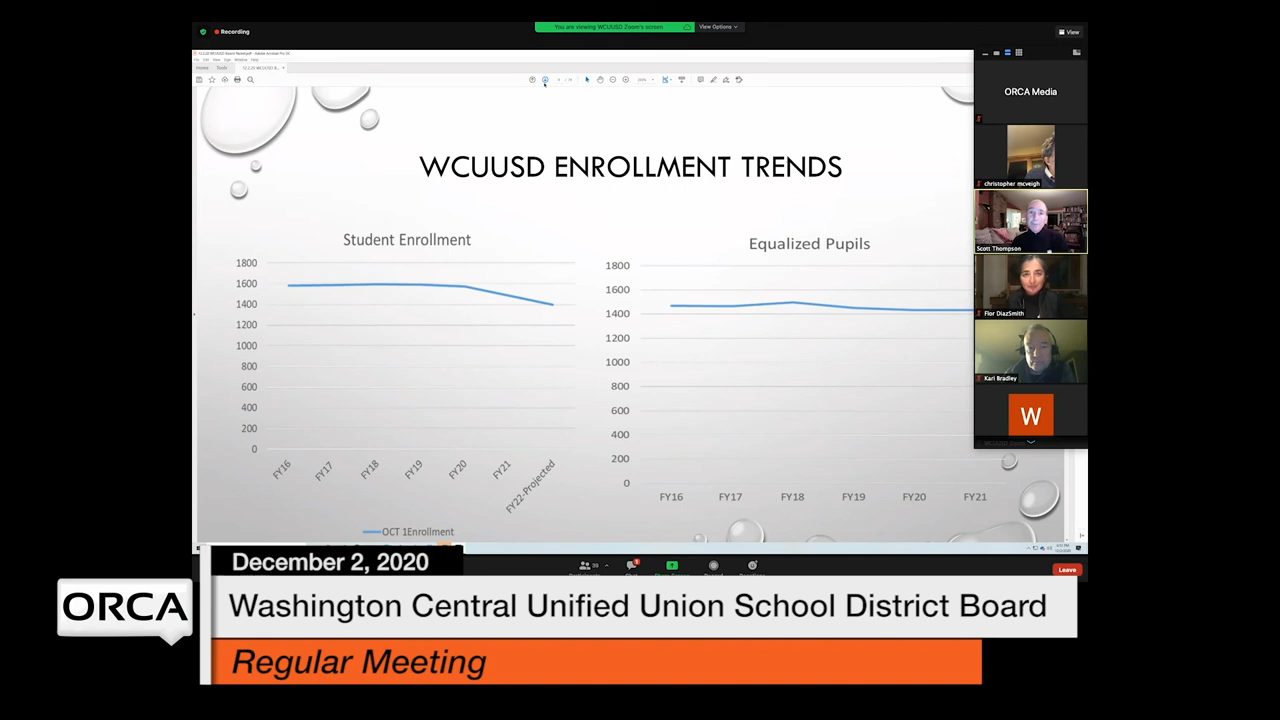 Recording
You are viewing WCUUSD Zoom's screen
View Options
View
Home
Tools
WCUUSD ENROLLMENT TRENDS
Student Enrollment
1800
1600
1400
1200
1000
800
600
400
200
0
FY16
FY17
FY18
FY19
FY20
FY21
FY22-Projected
OCT 1Enrollment
Equalized Pupils
1800
1600
1400
1200
1000
800
600
400
200
0
FY16
FY17
FY18
FY19
FY20
FY21
ORCA Media
christopher mcveigh
Scott Thompson
Flor DiazSmith
Kari Bradley
W
Leave
December 2, 2020
ORCA
Washington Central Unified Union School District Board
Regular Meeting